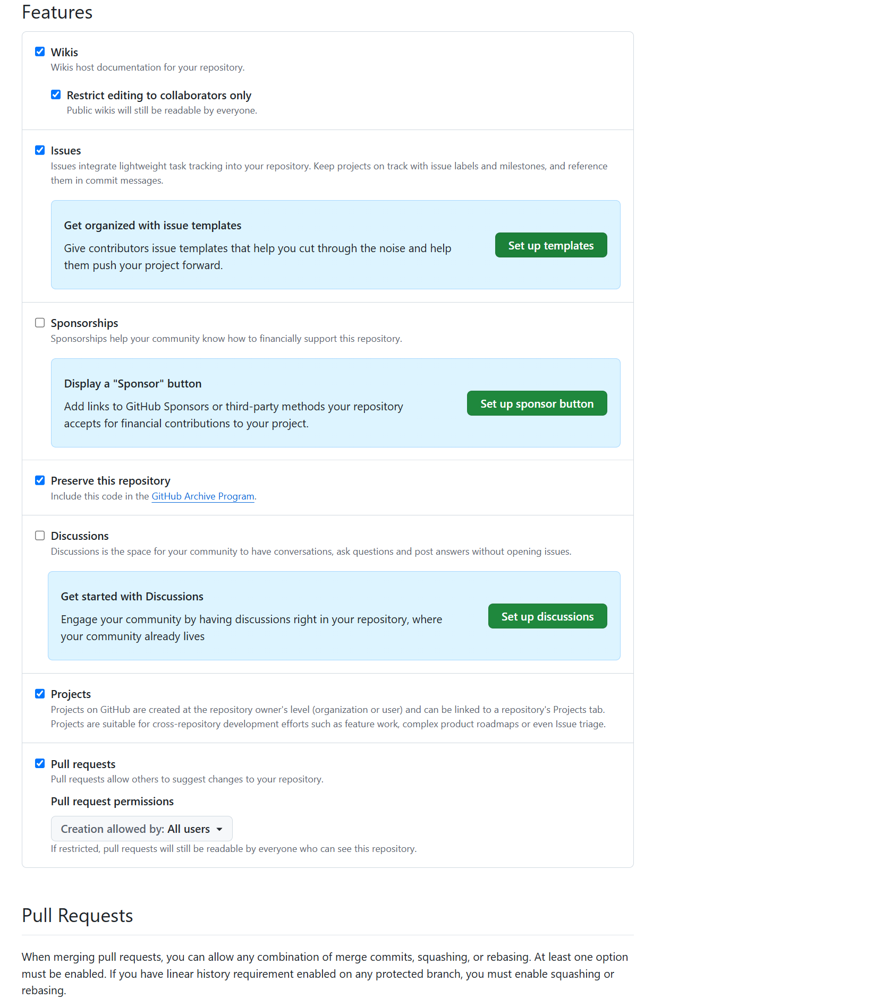 Features
Wikis
Wikis host documentation for your repository.
Restrict editing to collaborators only
Public wikis will still be readable by everyone.
Issues
Issues integrate lightweight task tracking into your repository. Keep projects on track with issue labels and milestones, and reference
them in commit messages.
Get organized with issue templates
Give contributors issue templates that help you cut through the noise and help
them push your project forward.
Set up templates
Sponsorships
Sponsorships help your community know how to financially support this repository.
Display a "Sponsor" button
Add links to GitHub Sponsors or third-party methods your repository
accepts for financial contributions to your project.
Set up sponsor button
Preserve this repository
Include this code in the GitHub Archive Program.
Discussions
Discussions is the space for your community to have conversations, ask questions and post answers without opening issues.
Get started with Discussions
Engage your community by having discussions right in your repository, where
your community already lives
Set up discussions
Projects
Projects on GitHub are created at the repository owner's level (organization or user) and can be linked to a repository's Projects tab.
Projects are suitable for cross-repository development efforts such as feature work, complex product roadmaps or even Issue triage.
Pull requests
Pull requests allow others to suggest changes to your repository.
Pull request permissions
Creation allowed by: All users
If restricted, pull requests will still be readable by everyone who can see this repository.
Pull Requests
When merging pull requests, you can allow any combination of merge commits, squashing, or rebasing. At least one option
must be enabled. If you have linear history requirement enabled on any protected branch, you must enable squashing or
rebasing.